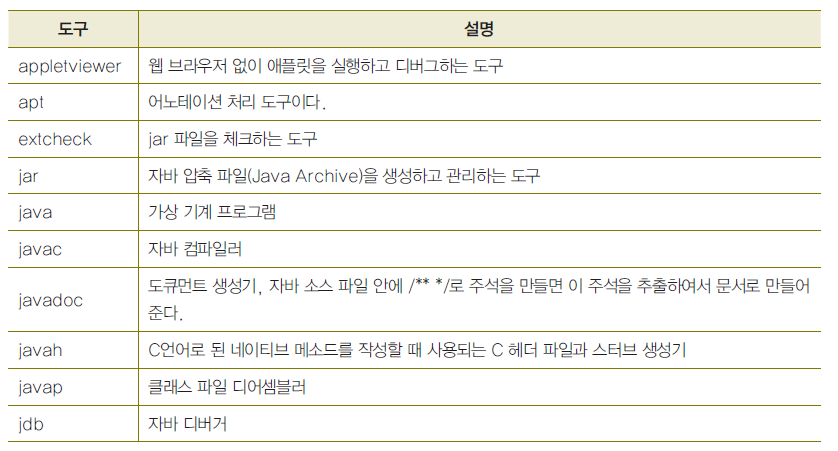 도구 설명
appletviewer 웹 브라우저 없이 애플릿을 실행하고 디버그하는 도구
apt 어노테이션 처리 도구이다.
extcheck jar 파일을 체크하는 도구
jar 자바 압축 파일(Java Archive)을 생성하고 관리하는 도구
java 가상 기계 프로그램
javac 자바 컴파일러
javadoc 도큐먼트 생성기, 자바 소스 파일 안에 /** */로 주석을 만들면 이 주석을 추출하여서 문서로 만들어
준다.
javah C언어로 된 네이티브 메소드를 작성할 때 사용되는 C 헤더 파일과 스터브 생성기
javap 클래스 파일 디어셈블러
jdb 자바 디버거